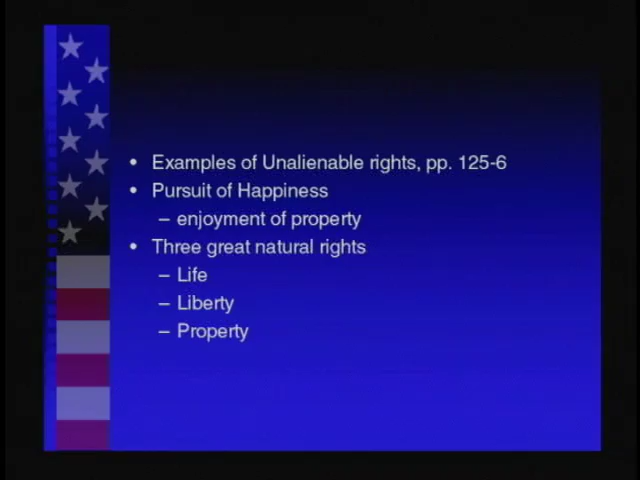 • Examples of Unalienable rights, pp. 125-6
• Pursuit of Happiness
– enjoyment of property
• Three great natural rights
– Life
– Liberty
– Property